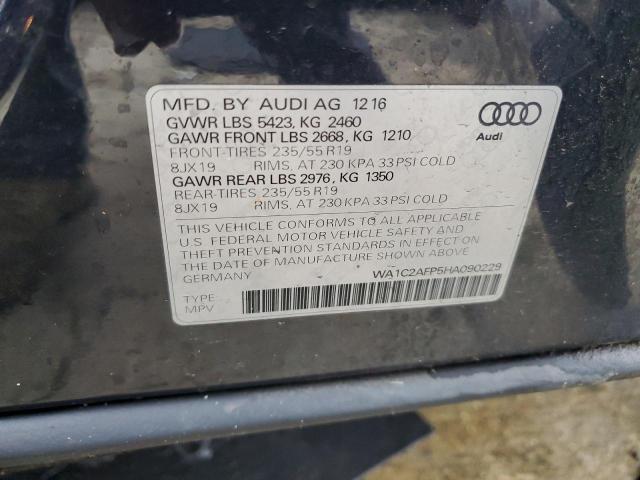 MFD. BY AUDI AG 12 16
GVWR LBS 5423, KG 2460
GAWR FRONT LBS 2668, KG 1210
FRONT-TIRES 235/55 R19
8JX19 RIMS, AT 230 KPA 33 PSI COLD
GAWR REAR LBS 2976, KG 1350
REAR-TIRES 235/55 R19
8JX19 RIMS, AT 230 KPA 33 PSI COLD
Audi
THIS VEHICLE CONFORMS TO ALL APPLICABLE
U.S. FEDERAL MOTOR VEHICLE SAFETY AND
THEFT PREVENTION STANDARDS IN EFFECT ON
THE DATE OF MANUFACTURE SHOWN ABOVE.
GERMANY
WA1C2AFP5HA090229
TYPE
MPV